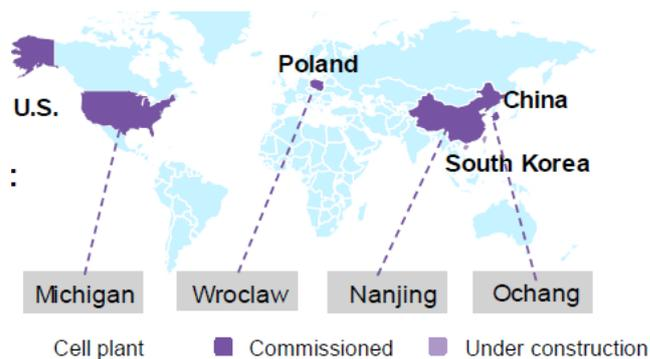 Poland
U.S.
China
South Korea
:
Michigan
Wroclaw
Nanjing
Ochang
Cell plant Commissioned Under construction